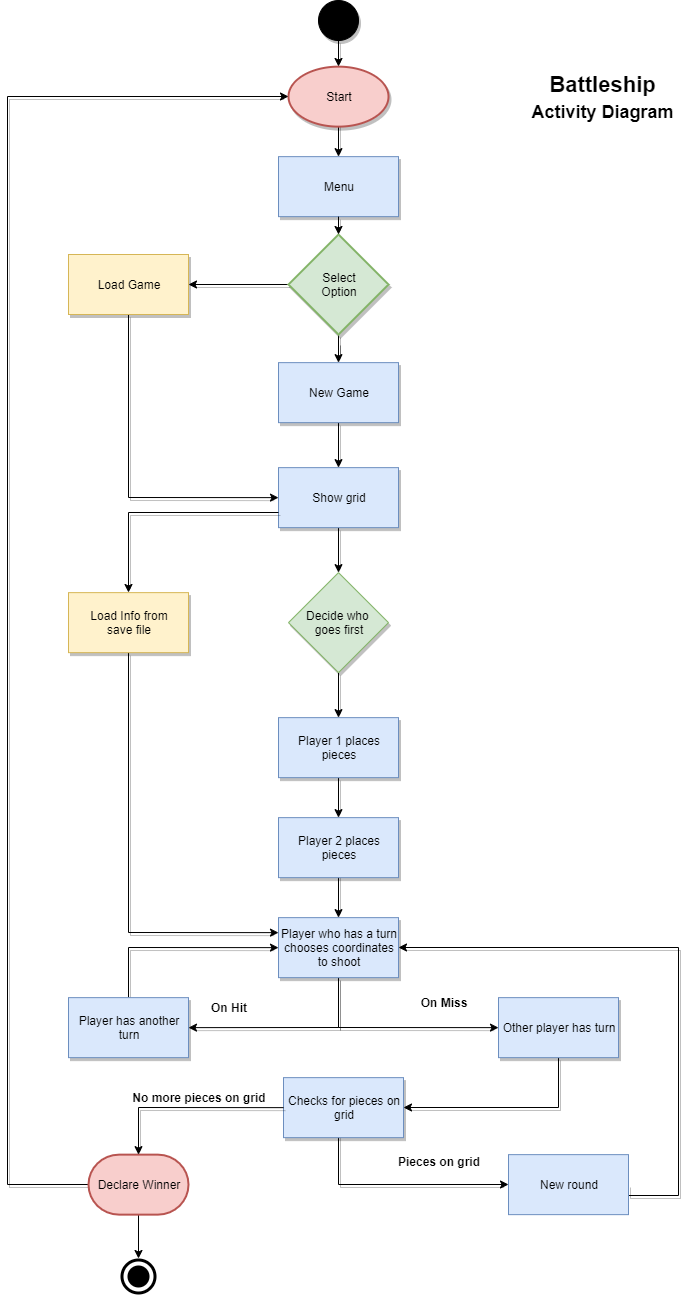 Battleship
Activity Diagram
Start
Menu
Select
Option
Load Game
New Game
Show grid
Load Info from
save file
Decide who
goes first
Player 1 places
pieces
Player 2 places
pieces
Player who has a turn
chooses coordinates
to shoot
On Hit
On Miss
Player has another
turn
Other player has turn
Checks for pieces on
grid
No more pieces on grid
Pieces on grid
Declare Winner
New round